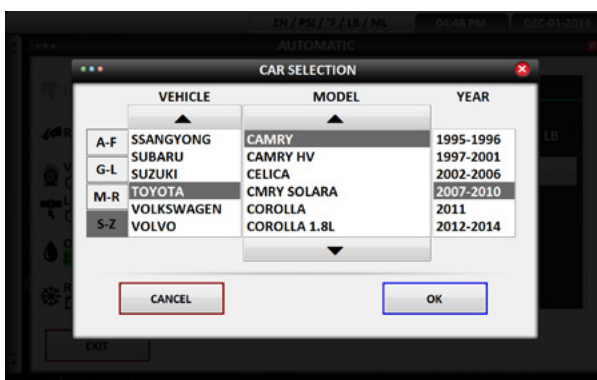 EN / PSI / °F / LB / ML
04:48 PM
DEC-01-2016
AUTOMATIC
CAR SELECTION
VEHICLE
MODEL
YEAR
A-F
G-L
M-R
S-Z
SSANGYONG
SUBARU
SUZUKI
TOYOTA
VOLKSWAGEN
VOLVO
CAMRY
CAMRY HV
CELICA
CMRY SOLARA
COROLLA
COROLLA 1.8L
1995-1996
1997-2001
2002-2006
2007-2010
2011
2012-2014
LB
CANCEL
OK
EXIT